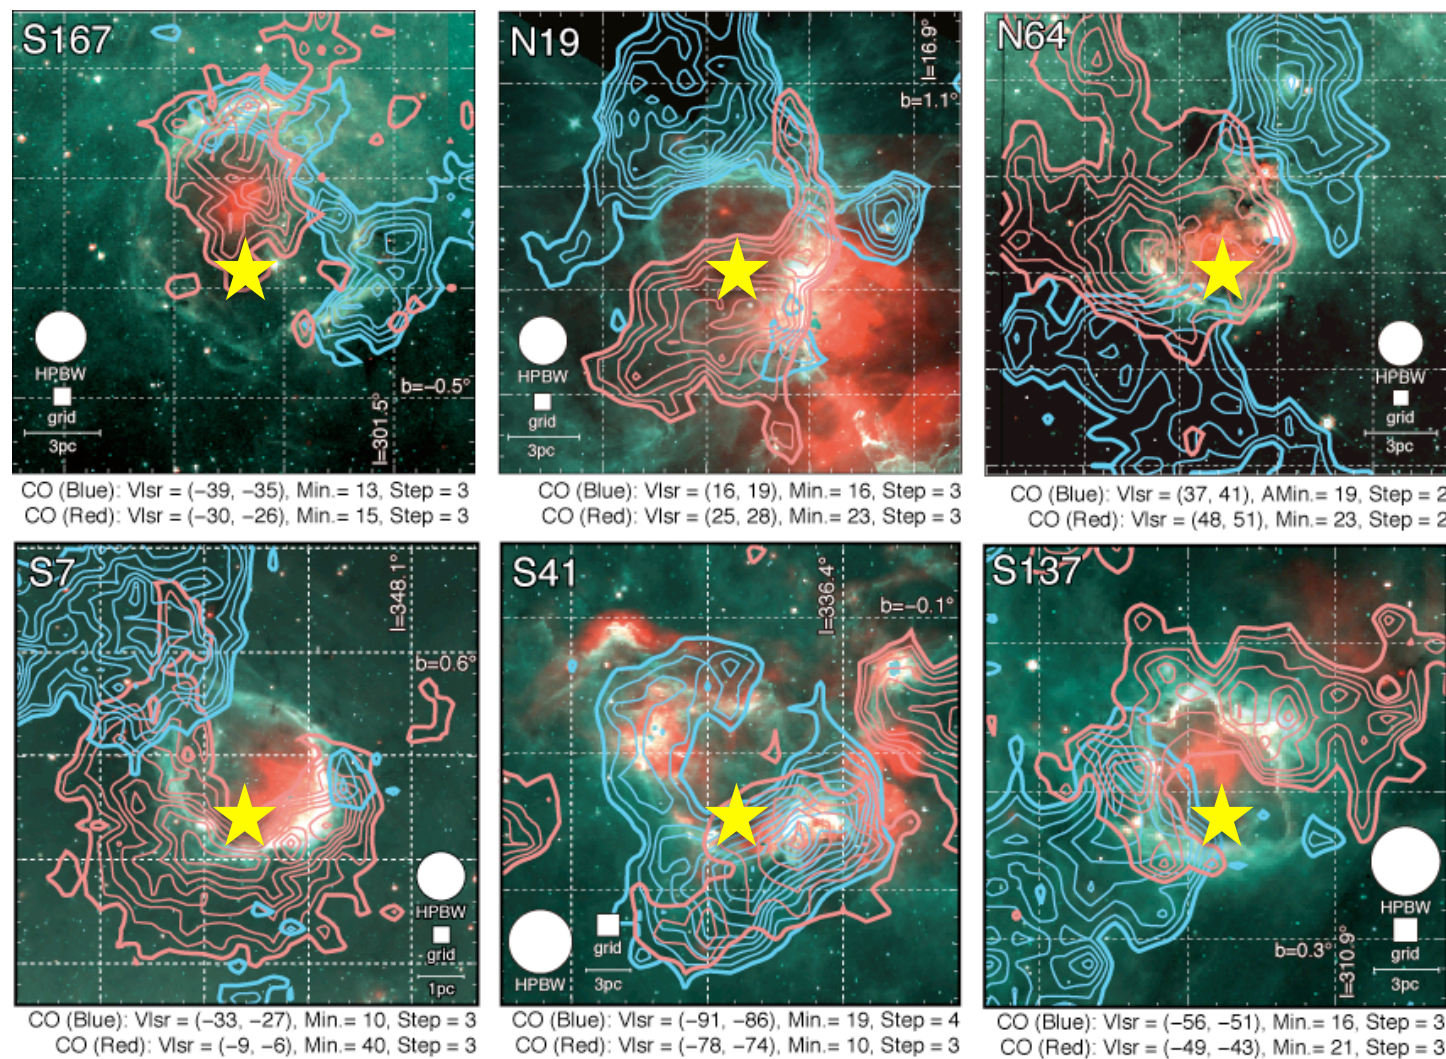 S167
HPBW
grid
3pc
b=−0.5°
l=301.5°
CO (Blue): Vlsr = (−39, −35), Min.= 13, Step = 3
CO (Red): Vlsr = (−30, −26), Min.= 15, Step = 3
N19
l=16.9°
b=1.1°
HPBW
grid
3pc
CO (Blue): Vlsr = (16, 19), Min.= 16, Step = 3
CO (Red): Vlsr = (25, 28), Min.= 23, Step = 3
N64
HPBW
grid
3pc
CO (Blue): Vlsr = (37, 41), AMin.= 19, Step = 2
CO (Red): Vlsr = (48, 51), Min.= 23, Step = 2
S7
l=348.1°
b=0.6°
HPBW
grid
1pc
CO (Blue): Vlsr = (−33, −27), Min.= 10, Step = 3
CO (Red): Vlsr = (−9, −6), Min.= 40, Step = 3
S41
l=336.4°
b=−0.1°
grid
HPBW
3pc
CO (Blue): Vlsr = (−91, −86), Min.= 19, Step = 4
CO (Red): Vlsr = (−78, −74), Min.= 10, Step = 3
S137
HPBW
grid
b=0.3°
l=310.9°
3pc
CO (Blue): Vlsr = (−56, −51), Min.= 16, Step = 3
CO (Red): Vlsr = (−49, −43), Min.= 21, Step = 3